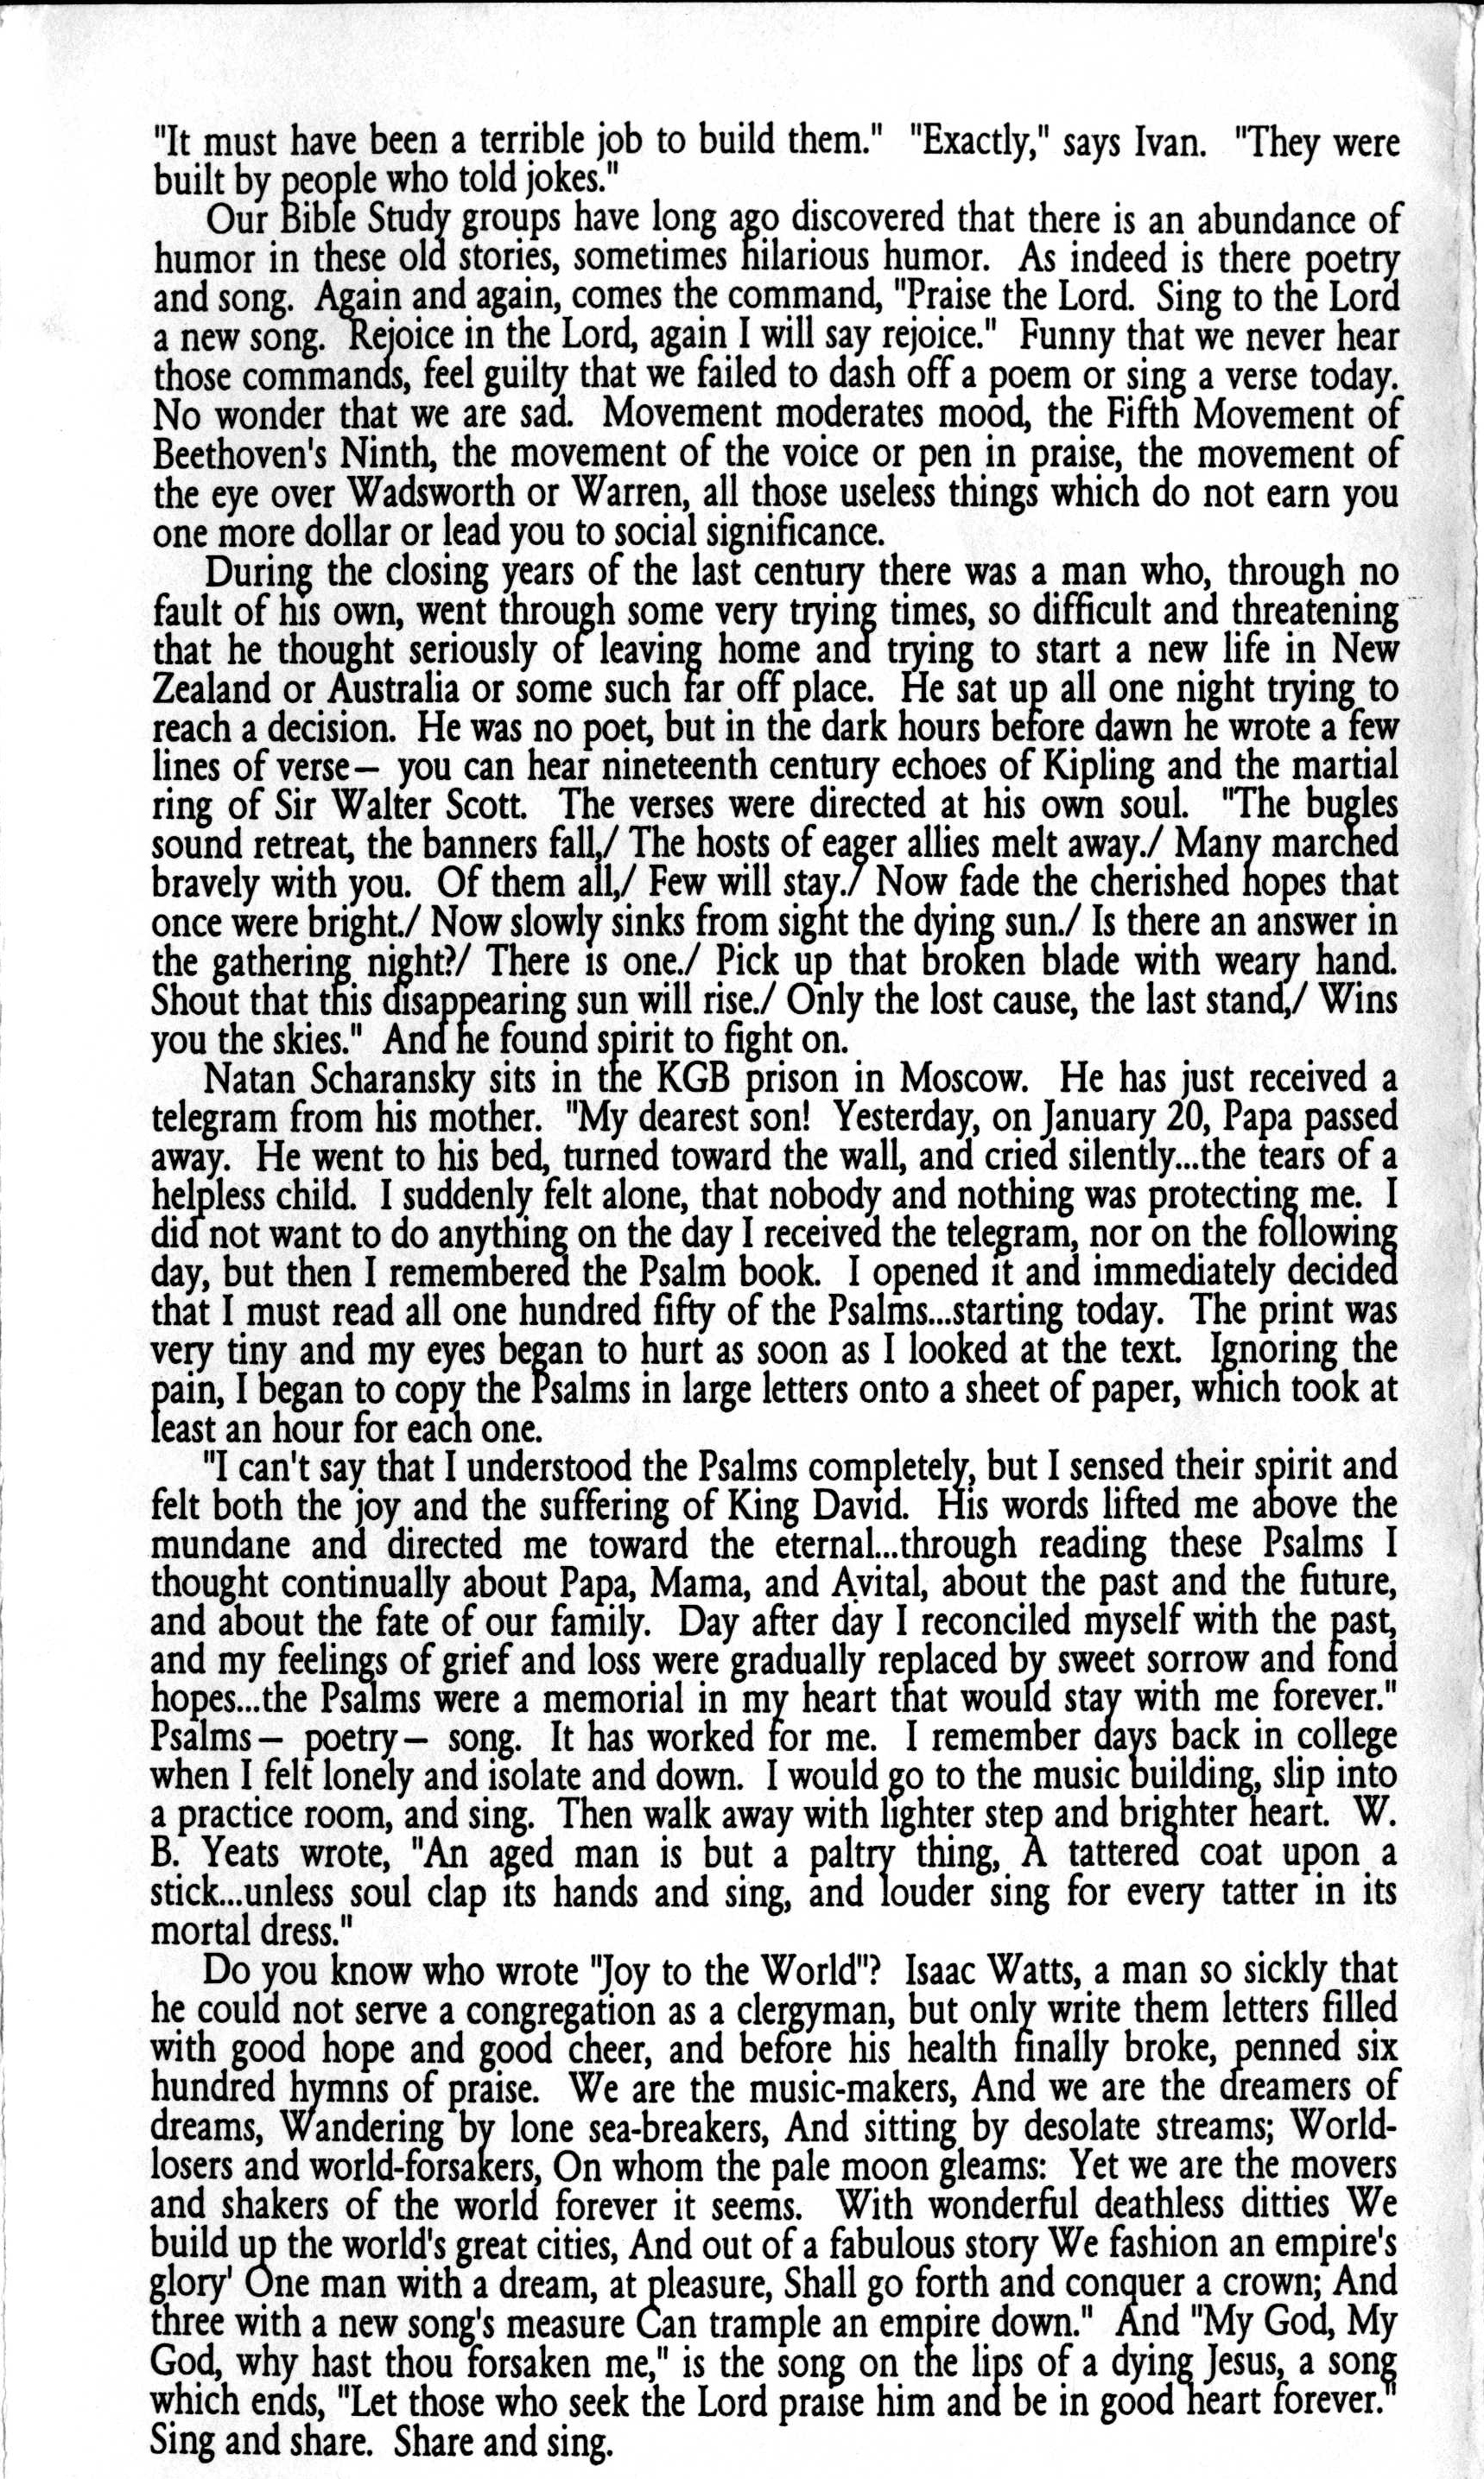 "It must have been a terrible job to build them." "Exactly," says Ivan. "They were
built by people who told jokes."
Our Bible Study groups have long ago discovered that there is an abundance of
humor in these old stories, sometimes hilarious humor. As indeed is there poetry
and song. Again and again, comes the command, "Praise the Lord. Sing to the Lord
a new song. Rejoice in the Lord, again I will say rejoice." Funny that we never hear
those commands, feel guilty that we failed to dash off a poem or sing a verse today.
No wonder that we are sad. Movement moderates mood, the Fifth Movement of
Beethoven's Ninth, the movement of the voice or pen in praise, the movement of
the eye over Wadsworth or Warren, all those useless things which do not earn you
one more dollar or lead you to social significance.
During the closing years of the last century there was a man who, through no
fault of his own, went through some very trying times, so difficult and threatening
that he thought seriously of leaving home and trying to start a new life in New
Zealand or Australia or some such far off place. He sat up all one night trying to
reach a decision. He was no poet, but in the dark hours before dawn he wrote a few
lines of verse— you can hear nineteenth century echoes of Kipling and the martial
ring of Sir Walter Scott. The verses were directed at his own soul. "The bugles
sound retreat, the banners fall,/ The hosts of eager allies melt away./ Many marched
bravely with you. Of them all,/ Few will stay./ Now fade the cherished hopes that
once were bright./ Now slowly sinks from sight the dying sun./ Is there an answer in
the gathering night?/ There is one./ Pick up that broken blade with weary hand.
Shout that this disappearing sun will rise./ Only the lost cause, the last stand,/ Wins
you the skies." And he found spirit to fight on.
Natan Scharansky sits in the KGB prison in Moscow. He has just received a
telegram from his mother. "My dearest son! Yesterday, on January 20, Papa passed
away. He went to his bed, turned toward the wall, and cried silently...the tears of a
helpless child. I suddenly felt alone, that nobody and nothing was protecting me. I
did not want to do anything on the day I received the telegram, nor on the following
day, but then I remembered the Psalm book. I opened it and immediately decided
that I must read all one hundred fifty of the Psalms...starting today. The print was
very tiny and my eyes began to hurt as soon as I looked at the text. Ignoring the
pain, I began to copy the Psalms in large letters onto a sheet of paper, which took at
least an hour for each one.
"I can't say that I understood the Psalms completely, but I sensed their spirit and
felt both the joy and the suffering of King David. His words lifted me above the
mundane and directed me toward the eternal...through reading these Psalms I
thought continually about Papa, Mama, and Avital, about the past and the future,
and about the fate of our family. Day after day I reconciled myself with the past,
and my feelings of grief and loss were gradually replaced by sweet sorrow and fond
hopes...the Psalms were a memorial in my heart that would stay with me forever."
Psalms— poetry— song. It has worked for me. I remember days back in college
when I felt lonely and isolate and down. I would go to the music building, slip into
a practice room, and sing. Then walk away with lighter step and brighter heart. W.
B. Yeats wrote, "An aged man is but a paltry thing, A tattered coat upon a
stick...unless soul clap its hands and sing, and louder sing for every tatter in its
mortal dress."
Do you know who wrote "Joy to the World"? Isaac Watts, a man so sickly that
he could not serve a congregation as a clergyman, but only write them letters filled
with good hope and good cheer, and before his health finally broke, penned six
hundred hymns of praise. We are the music-makers, And we are the dreamers of
dreams, Wandering by lone sea-breakers, And sitting by desolate streams; World-
losers and world-forsakers, On whom the pale moon gleams: Yet we are the movers
and shakers of the world forever it seems. With wonderful deathless ditties We
build up the world's great cities, And out of a fabulous story We fashion an empire's
glory' One man with a dream, at pleasure, Shall go forth and conquer a crown; And
three with a new song's measure Can trample an empire down." And "My God, My
God, why hast thou forsaken me," is the song on the lips of a dying Jesus, a song
which ends, "Let those who seek the Lord praise him and be in good heart forever."
Sing and share. Share and sing.